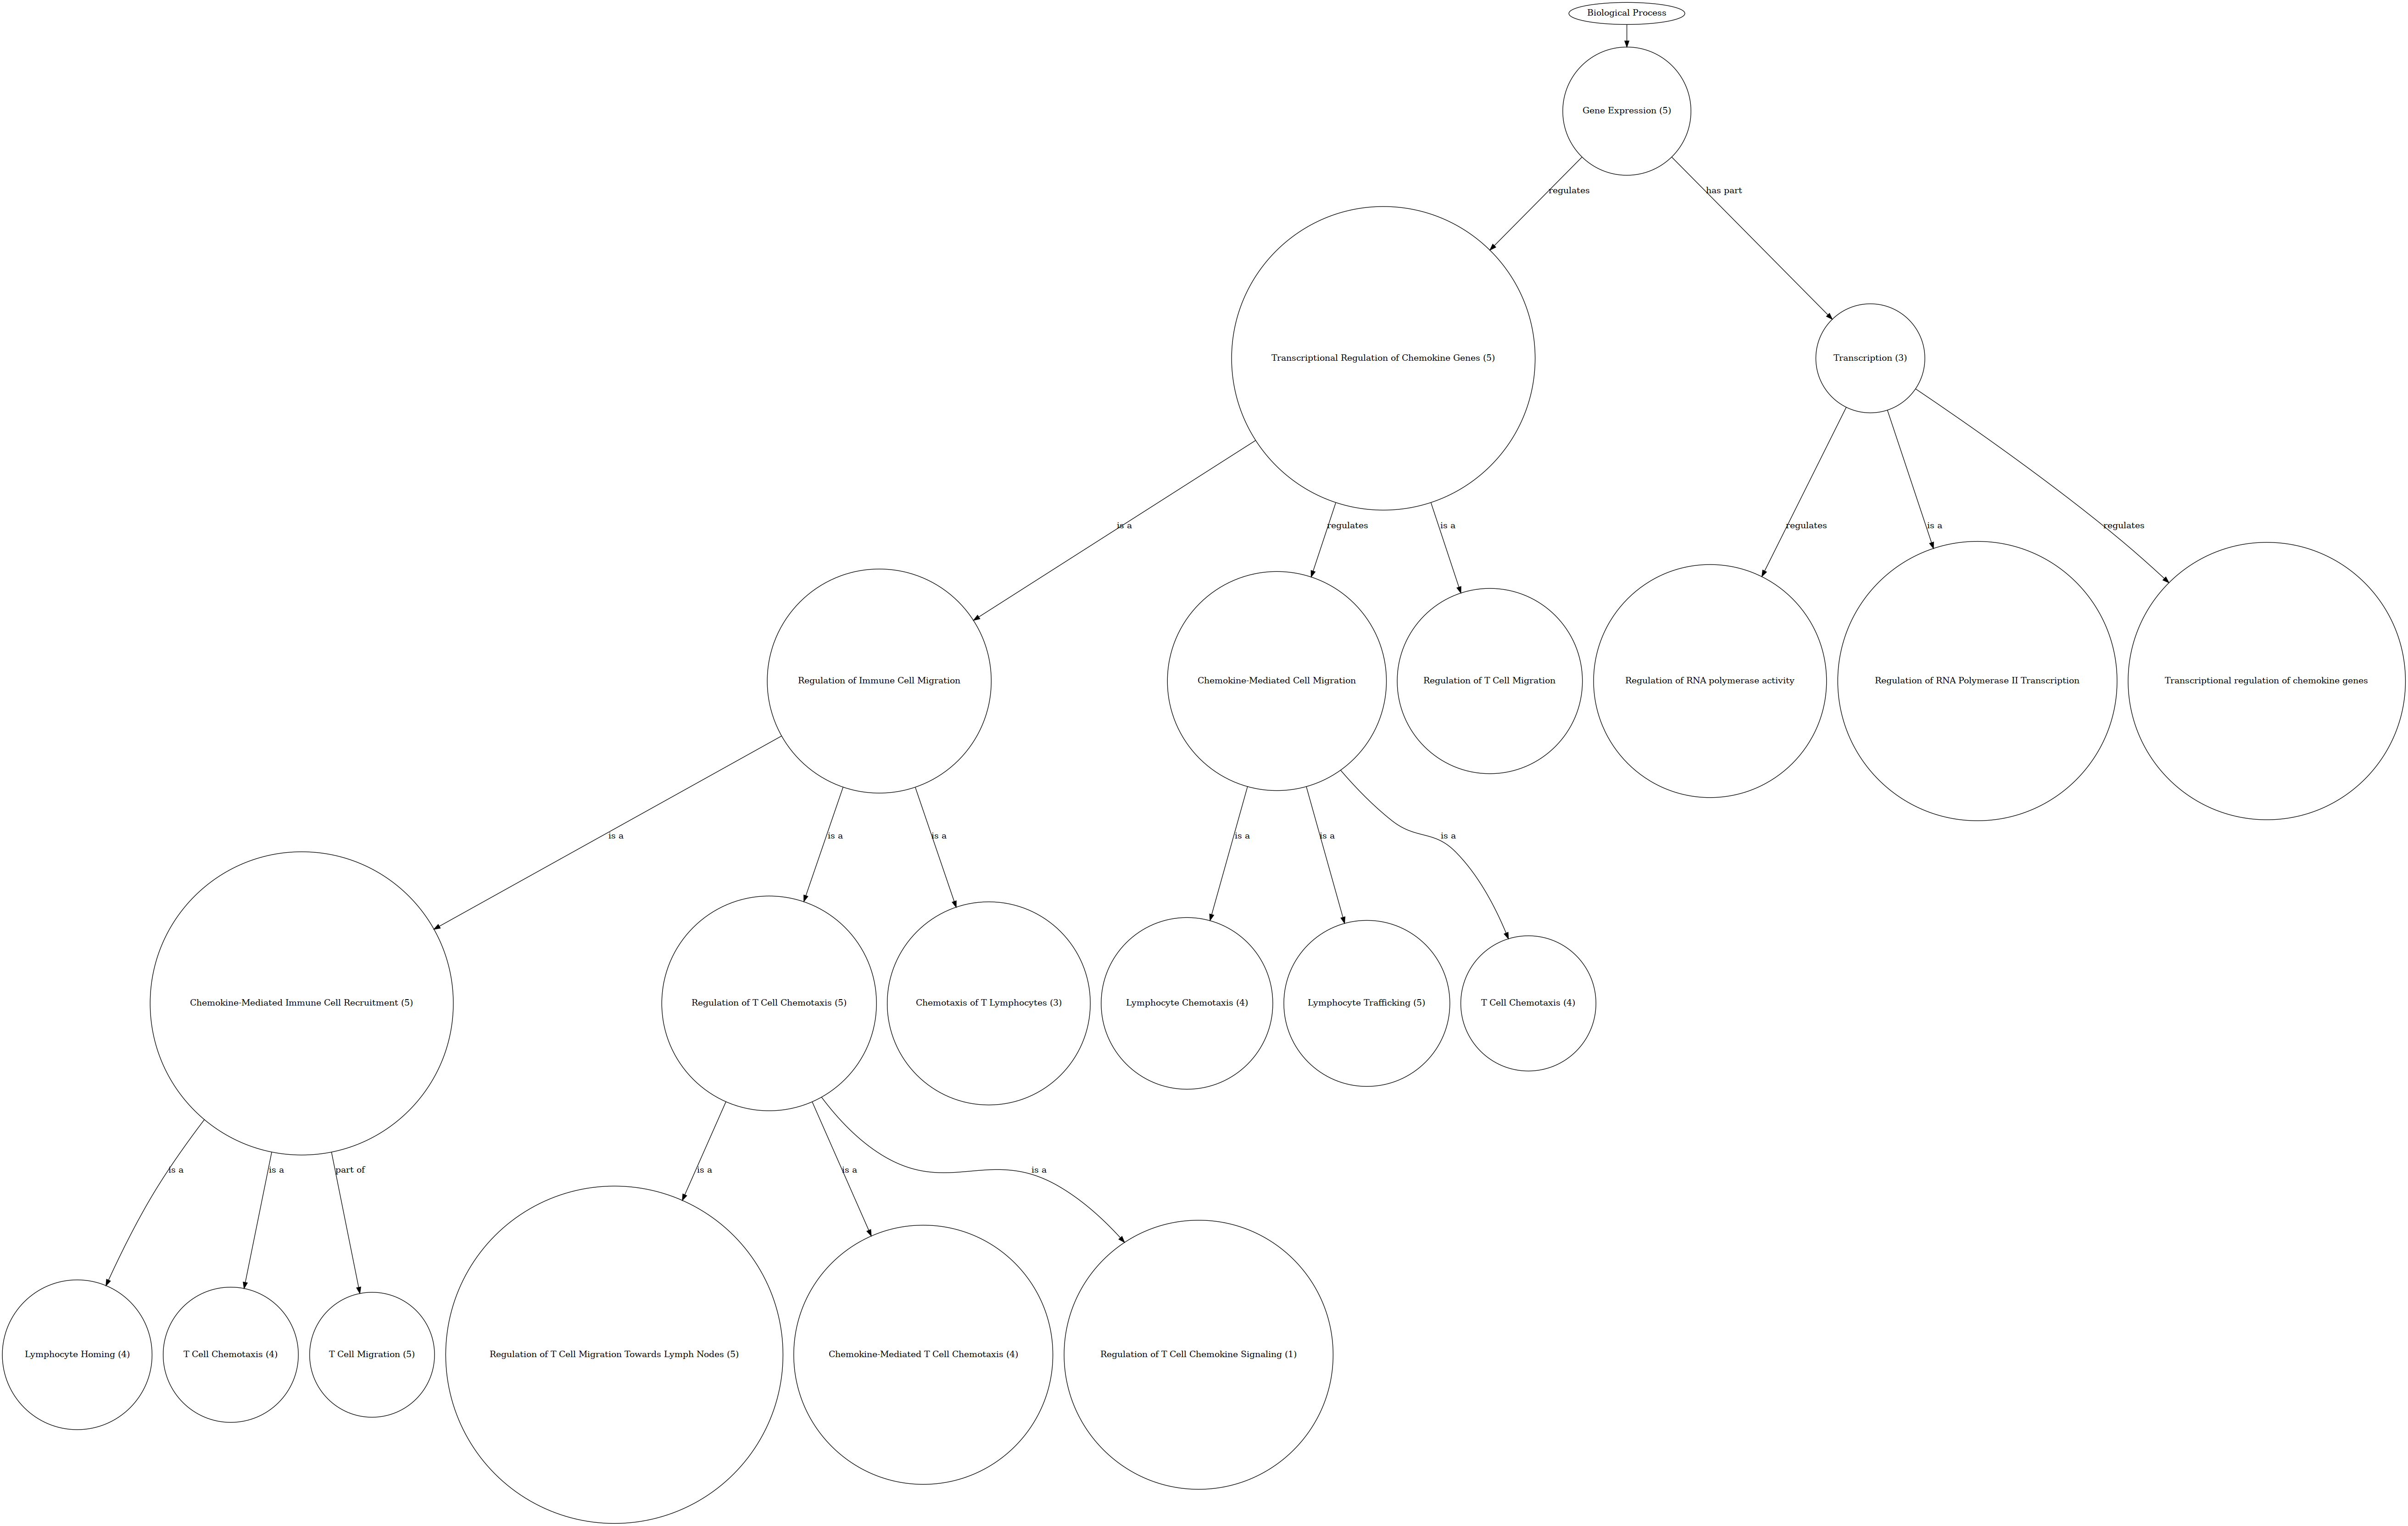 Biological Process
Gene Expression (5)
regulates
has part
Transcriptional Regulation of Chemokine Genes (5)
Transcription (3)
is a
regulates
is a
regulates
is a
regulates
Regulation of Immune Cell Migration
Chemokine-Mediated Cell Migration
Regulation of T Cell Migration
Regulation of RNA polymerase activity
Regulation of RNA Polymerase II Transcription
Transcriptional regulation of chemokine genes
is a
is a
is a
is a
is a
is a
Chemokine-Mediated Immune Cell Recruitment (5)
Regulation of T Cell Chemotaxis (5)
Chemotaxis of T Lymphocytes (3)
Lymphocyte Chemotaxis (4)
Lymphocyte Trafficking (5)
T Cell Chemotaxis (4)
is a
is a
part of
is a
is a
is a
Lymphocyte Homing (4)
T Cell Chemotaxis (4)
T Cell Migration (5)
Regulation of T Cell Migration Towards Lymph Nodes (5)
Chemokine-Mediated T Cell Chemotaxis (4)
Regulation of T Cell Chemokine Signaling (1)